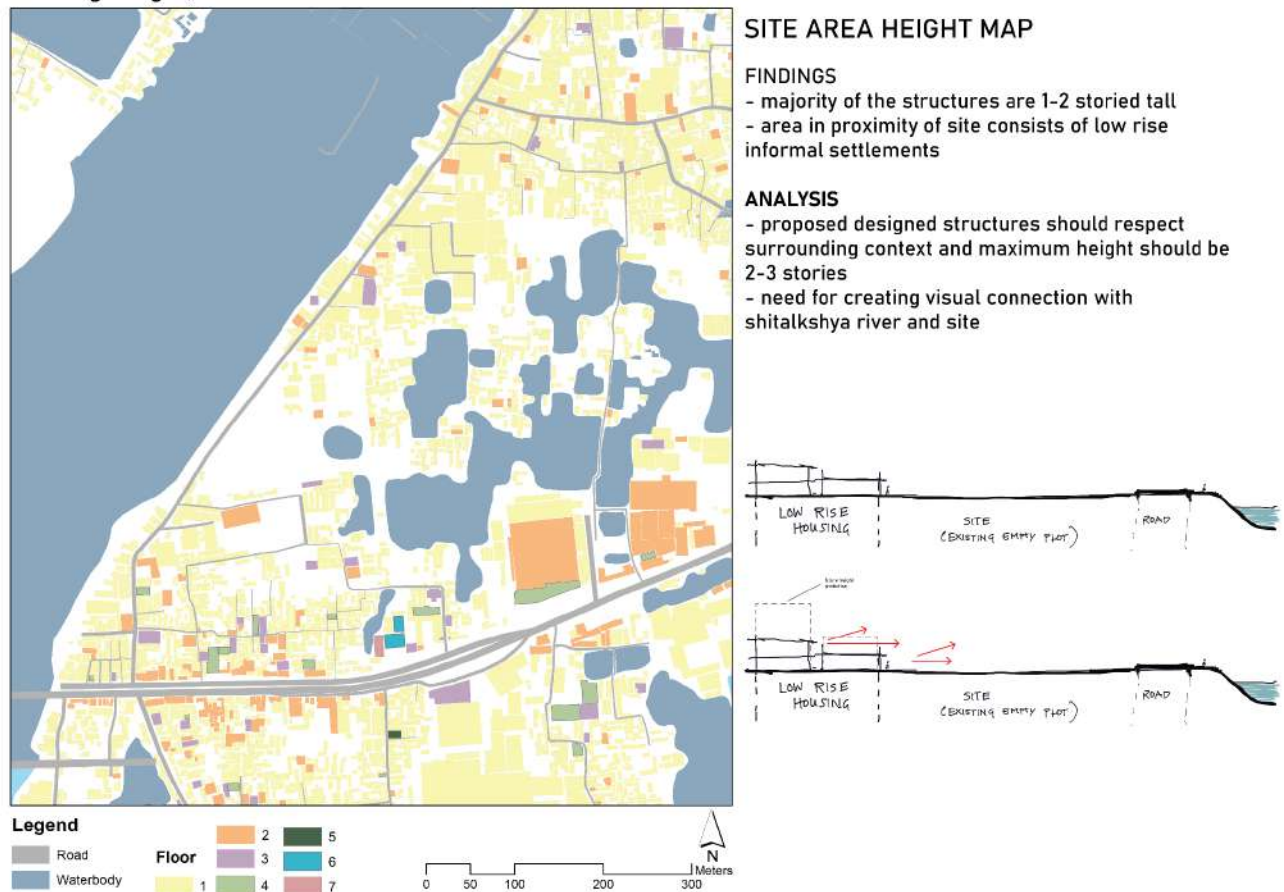 SITE AREA HEIGHT MAP
FINDINGS
- majority of the structures are 1-2 storied tall
- area in proximity of site consists of low rise
informal settlements
ANALYSIS
- proposed designed structures should respect
surrounding context and maximum height should be
2-3 stories
- need for creating visual connection with
shitalkshya river and site
LOW RISE
HOUSING
SITE
(EXISTING EMPTY PLOT)
ROAD
LOW RISE
HOUSING
SITE
(EXISTING EMPTY PLOT)
ROAD
Legend
Road
Waterbody
Floor
1
2
3
4
5
6
7
N
Meters
0 50 100 200 300